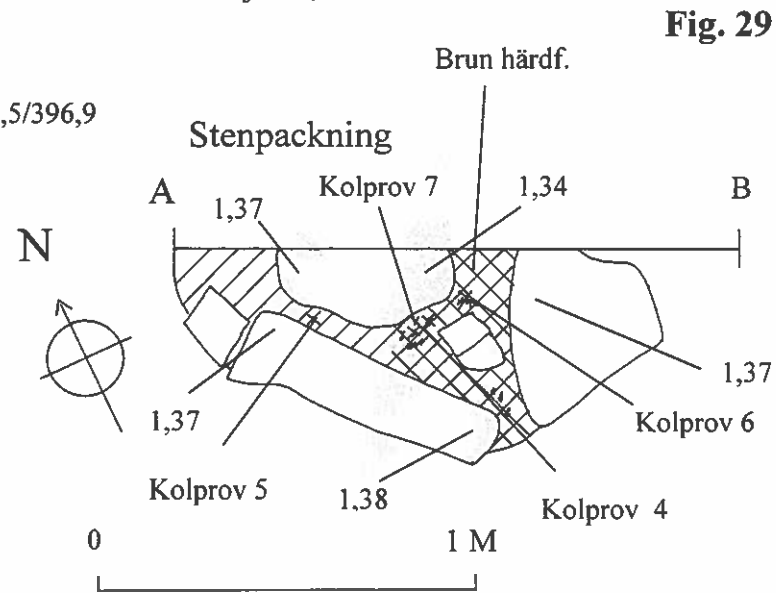 Fig. 29
Brun härdf.
,5/396,9
Stenpackning
Kolprov 7
1,34
A
1,37
B
N
1,37
1,37
Kolprov 6
Kolprov 5
1,38
Kolprov 4
0
1 M